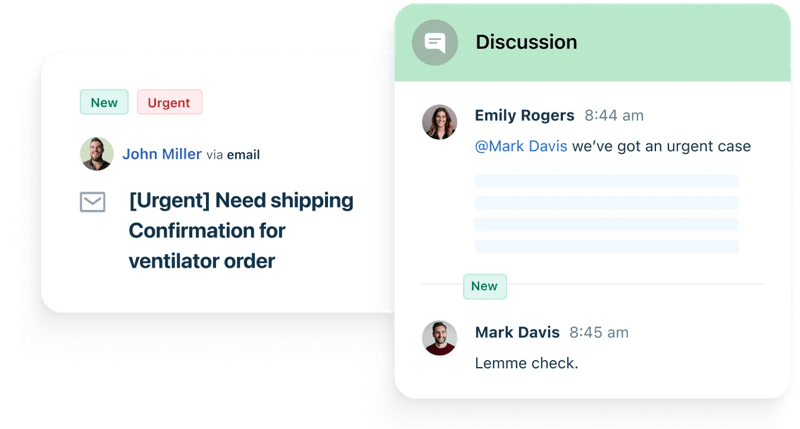 New Urgent
John Miller via email
[Urgent] Need shipping
Confirmation for
ventilator order
Discussion
Emily Rogers 8:44 am
@Mark Davis we’ve got an urgent case
New
Mark Davis 8:45 am
Lemme check.